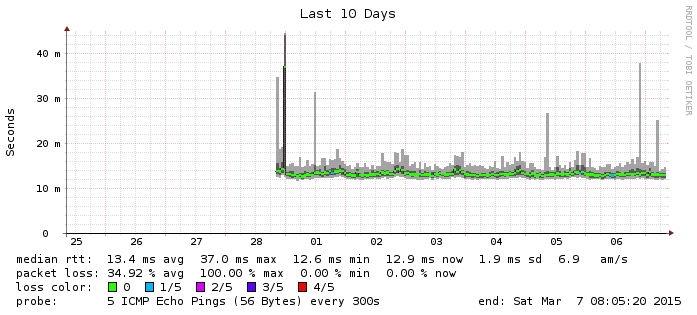 Last 10 Days
RRDTOOL / TOBI OETIKER
Seconds
40 m
30 m
20 m
10 m
0
25 26 27 28 01 02 03 04 05 06
median rtt: 13.4 ms avg 37.0 ms max 12.6 ms min 12.9 ms now 1.9 ms sd 6.9 am/s
packet loss: 34.92 % avg 100.00 % max 0.00 % min 0.00 % now
loss color: 0 1/5 2/5 3/5 4/5
probe: 5 ICMP Echo Pings (56 Bytes) every 300s end: Sat Mar 7 08:05:20 2015